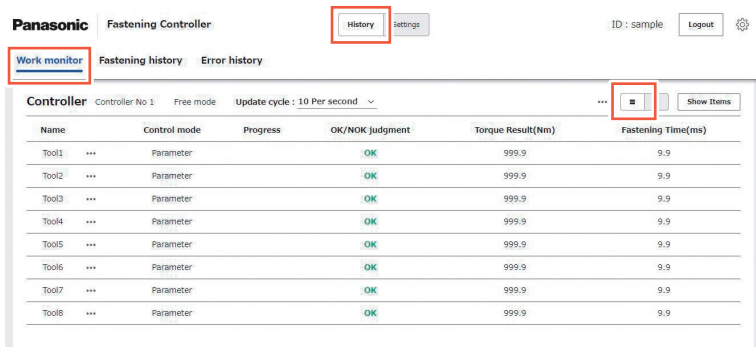 Panasonic Fastening Controller History Settings ID : sample Logout
Work monitor Fastening history Error history
Controller Controller No 1 Free mode Update cycle : 10 Per second ••• Show Items
Name Control mode Progress OK/NOK judgment Torque Result(Nm) Fastening Time(ms)
Tool1 ••• Parameter OK 999.9 9.9
Tool2 ••• Parameter OK 999.9 9.9
Tool3 ••• Parameter OK 999.9 9.9
Tool4 ••• Parameter OK 999.9 9.9
Tool5 ••• Parameter OK 999.9 9.9
Tool6 ••• Parameter OK 999.9 9.9
Tool7 ••• Parameter OK 999.9 9.9
Tool8 ••• Parameter OK 999.9 9.9